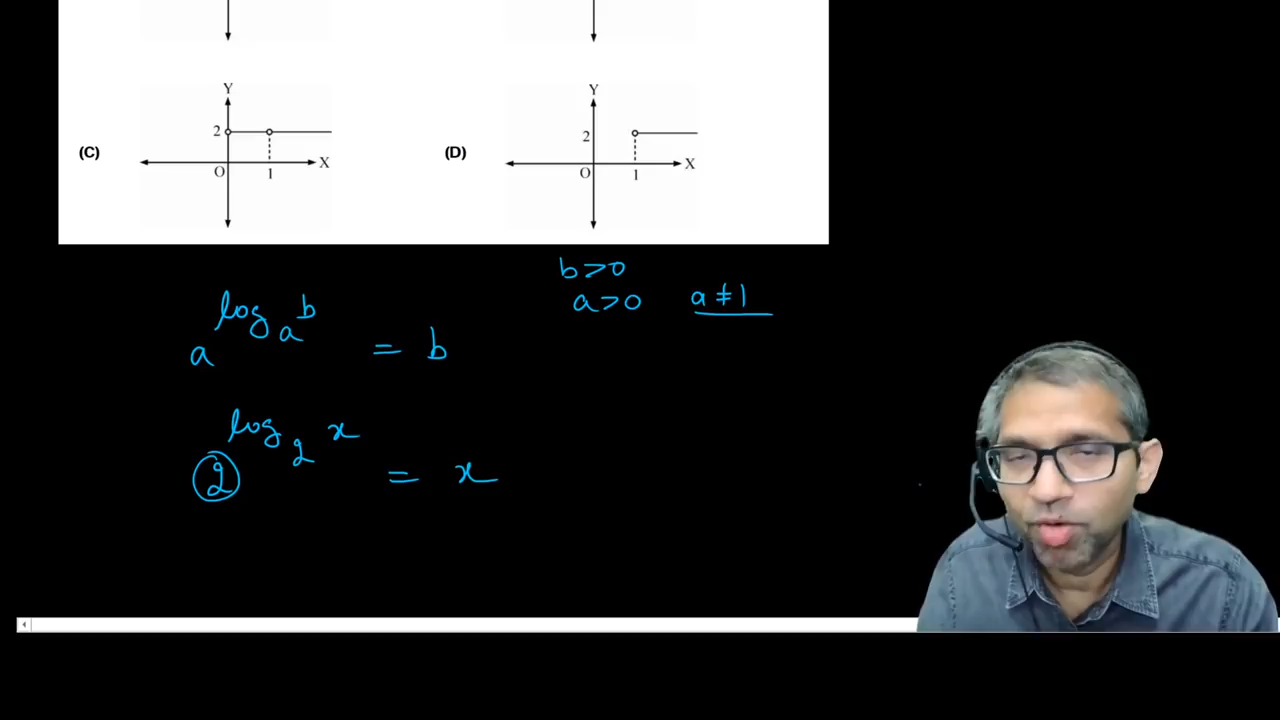 Y Y
2 2
(C) (D)
O 1 X O 1 X
b>0
a>0 a≠1
a^{log_a b} = b
2^{log_2 x} = x